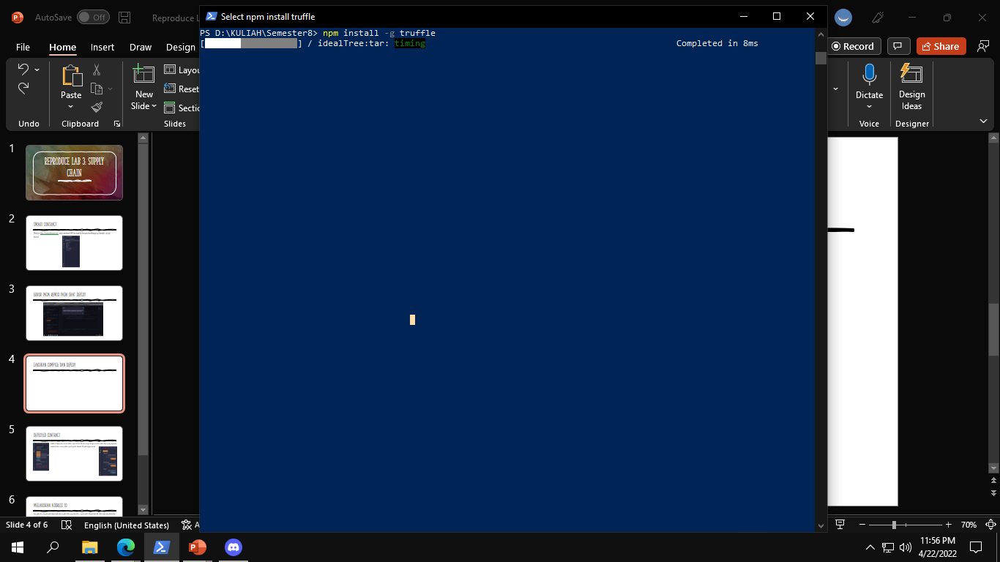 AutoSave Off Reproduce L
Select npm install truffle
PS D:\KULIAH\Semester8> npm install -g truffle
[ ] / idealTree:tar: timing Completed in 8ms
File Home Insert Draw Design
Record Share
Paste
New
Slide
Layou
Reset
Sectio
Dictate
Design
Ideas
Undo Clipboard Slides Voice Designer
1
REPRODUCE LAB 3: SUPPLY
CHAIN
2
SMART CONTRACT
3
ERROR PADA REMIX PADA SAAT DEPLOY
4
LAKUKAN COMPILE DAN DEPLOY
5
DEPLOYED CONTRACT
6
MELAKUKAN ADDRESS TO
Slide 4 of 6 English (United States) A 70%
11:56 PM
4/22/2022